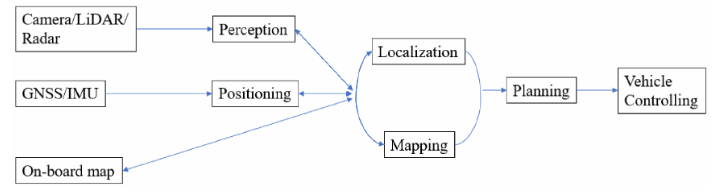 Camera/LiDAR/
Radar
Perception
Localization
GNSS/IMU
Positioning
Planning
Vehicle
Controlling
Mapping
On-board map